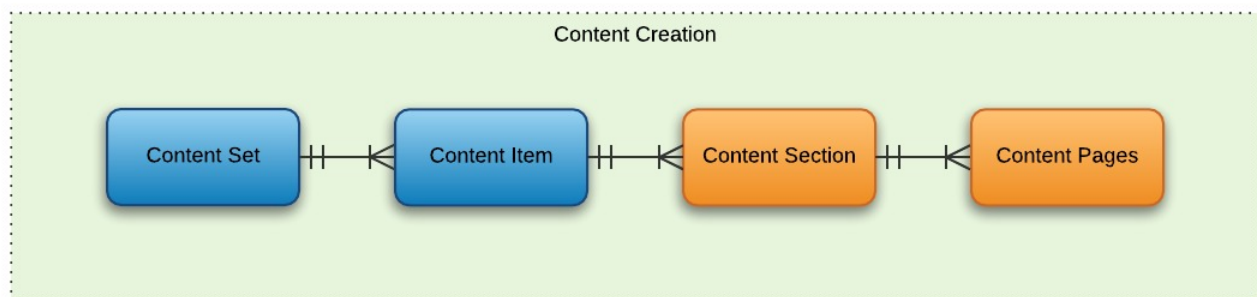 Content Creation
Content Set
Content Item
Content Section
Content Pages